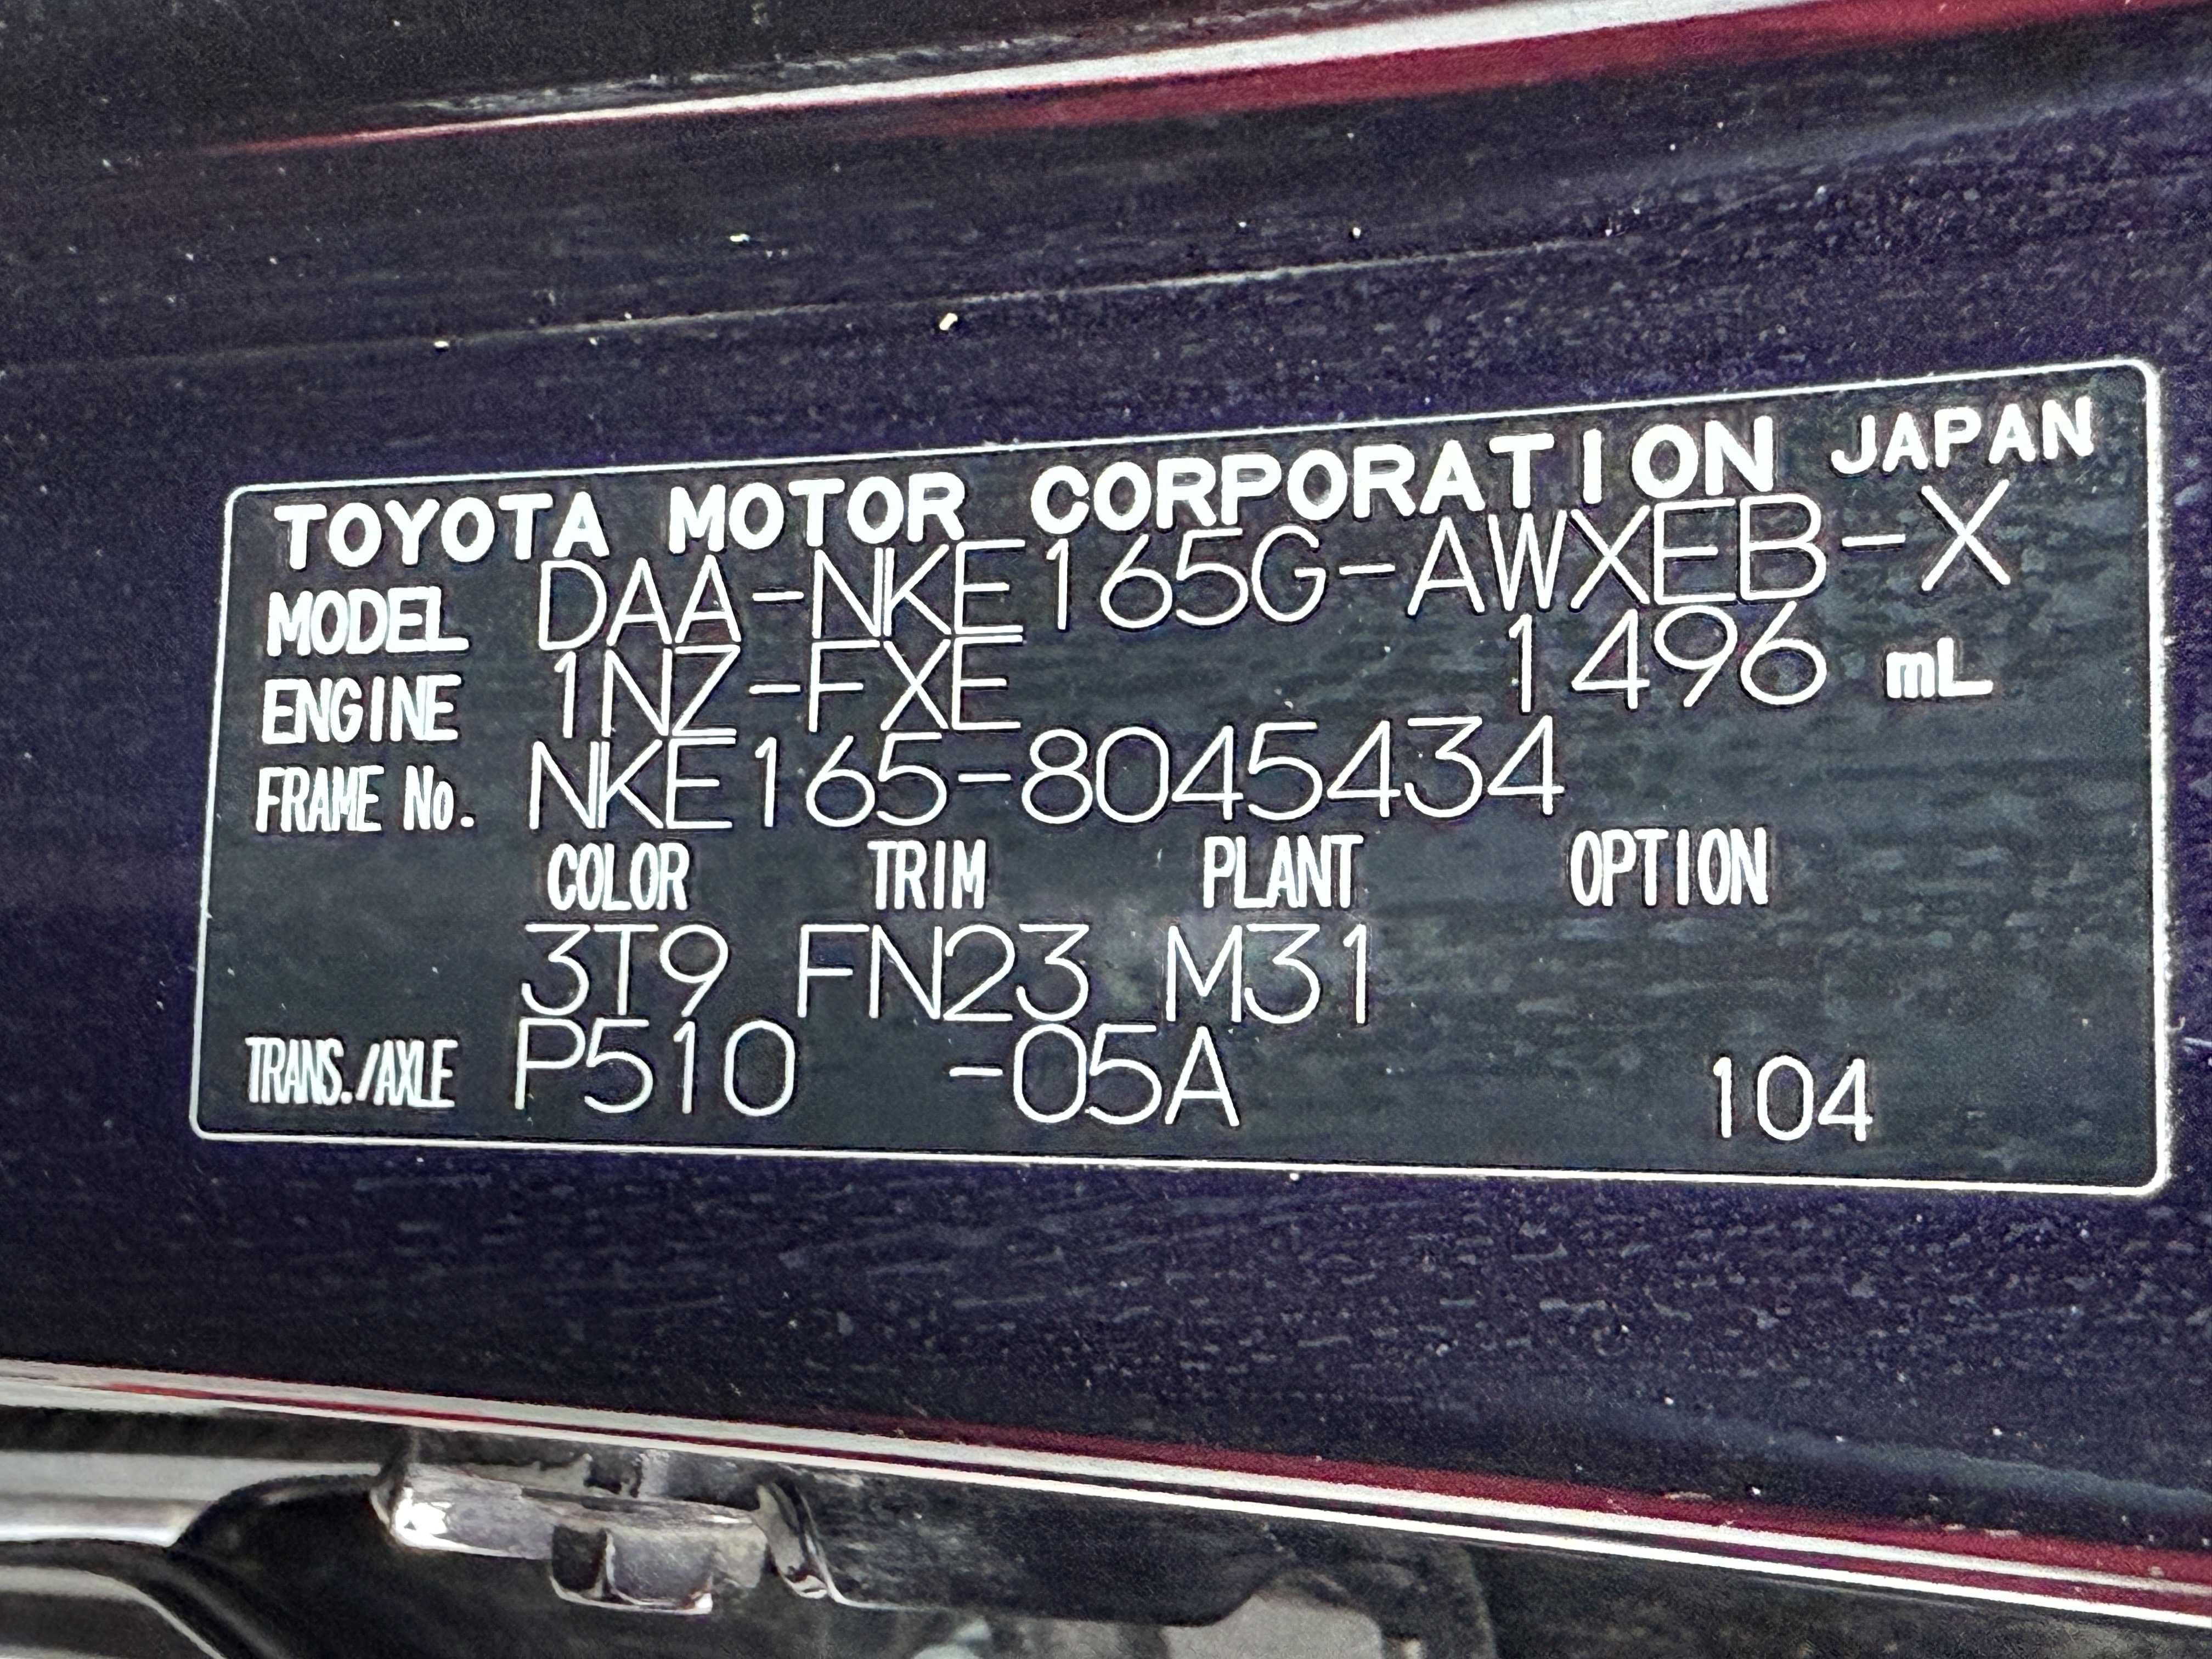 TOYOTA MOTOR CORPORATION JAPAN
MODEL DAA-NKE165G-AWXEB-X
ENGINE 1NZ-FXE 1496 mL
FRAME No. NKE165-8045434
COLOR TRIM PLANT OPTION
3T9 FN23 M31
TRANS./AXLE P510 -05A 104